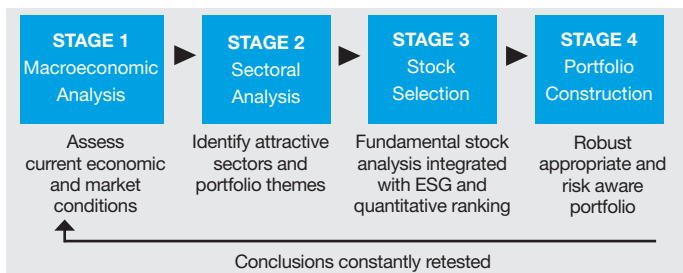 STAGE 1
Macroeconomic
Analysis
Assess
current economic
and market
conditions
STAGE 2
Sectoral
Analysis
Identify attractive
sectors and
portfolio themes
STAGE 3
Stock
Selection
Fundamental stock
analysis integrated
with ESG and
quantitative ranking
STAGE 4
Portfolio
Construction
Robust
appropriate and
risk aware
portfolio
Conclusions constantly retested